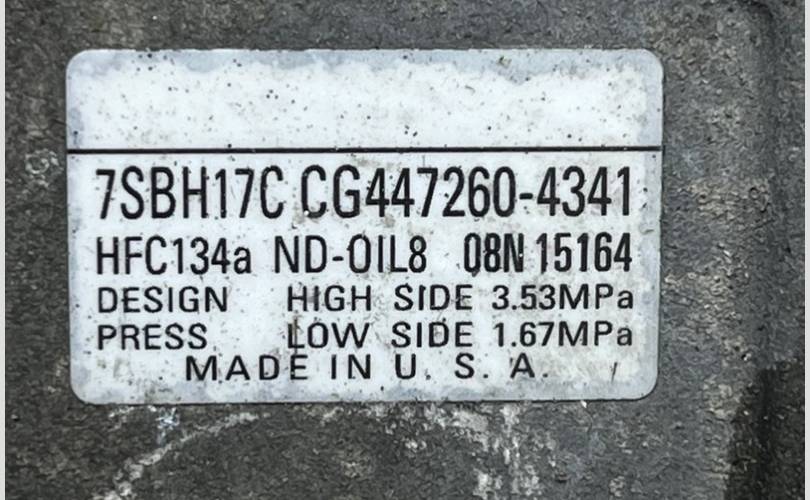 7SBH17C CG447260-4341
HFC134a ND-OIL8 08N 15164
DESIGN HIGH SIDE 3.53MPa
PRESS. LOW SIDE 1.67MPa
MADE IN U. S. A.